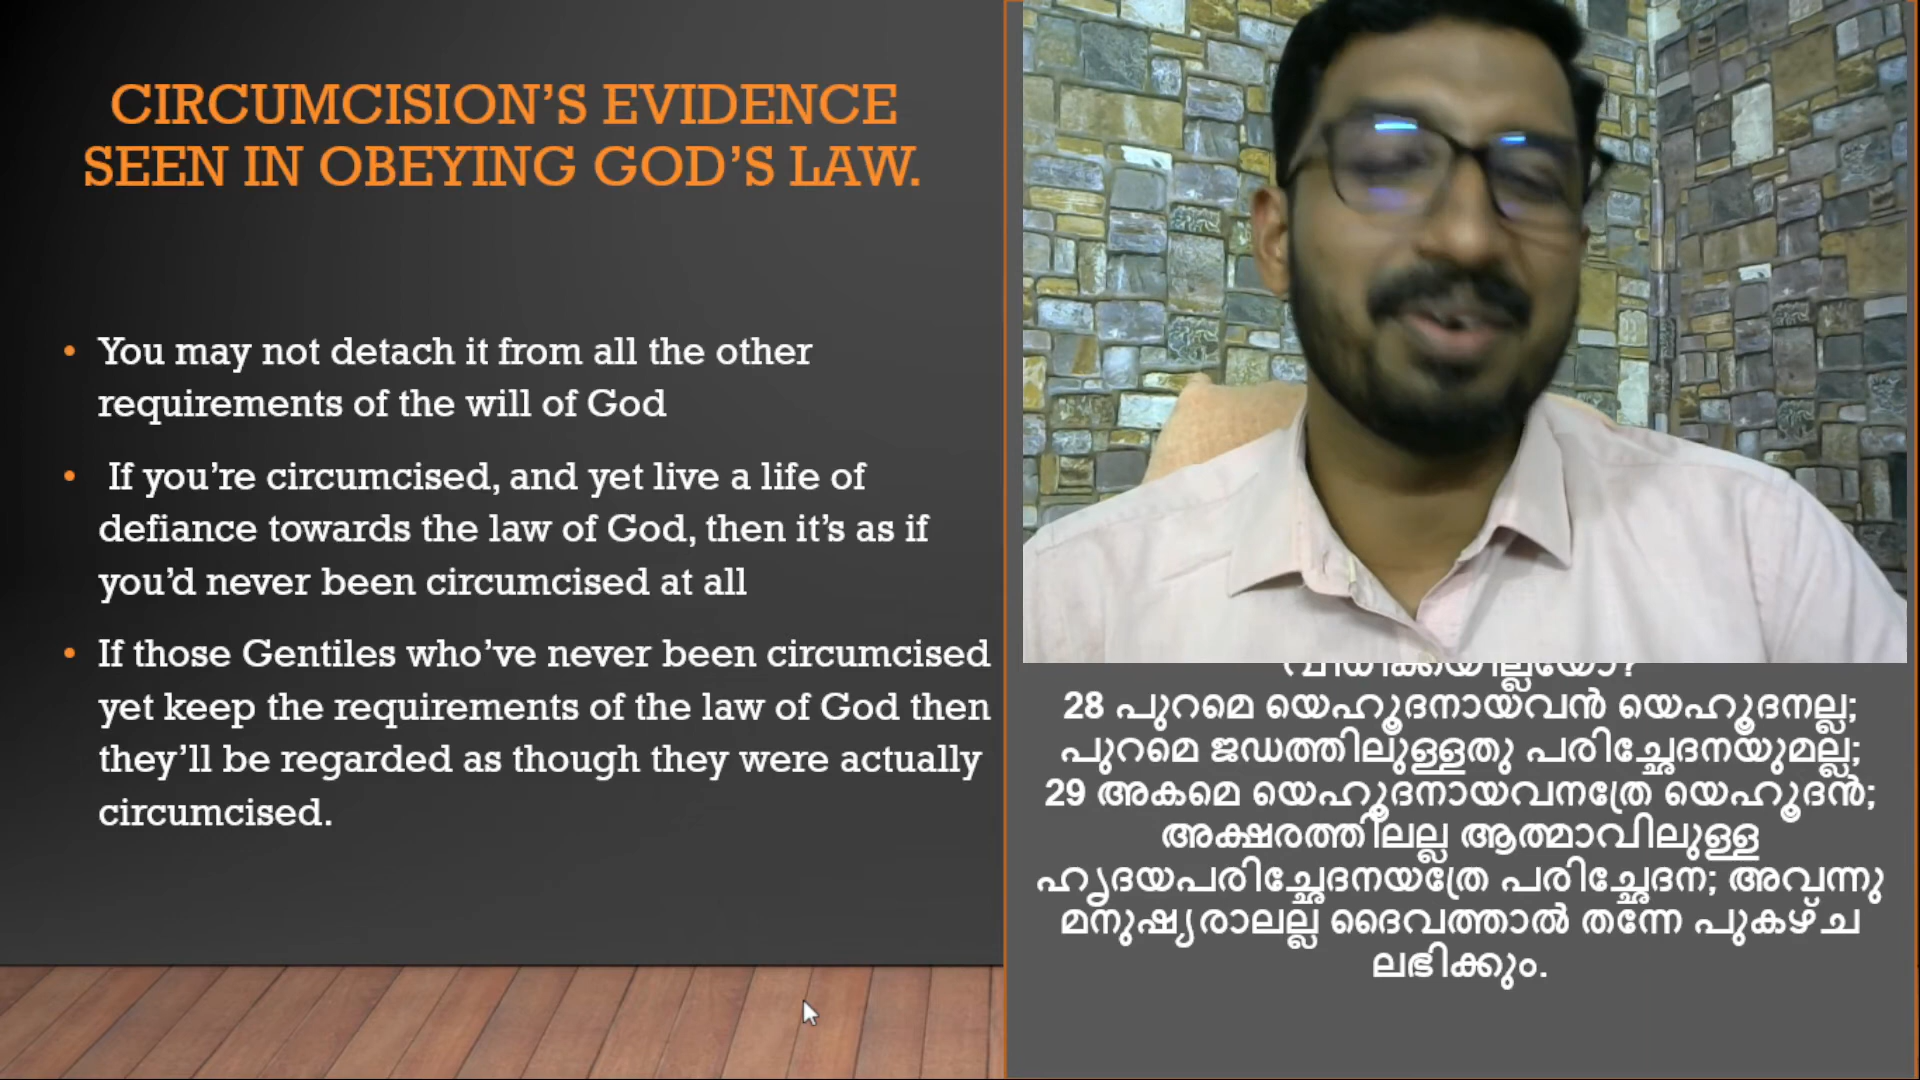 CIRCUMCISION’S EVIDENCE
SEEN IN OBEYING GOD’S LAW.
• You may not detach it from all the other
requirements of the will of God
• If you’re circumcised, and yet live a life of
defiance towards the law of God, then it’s as if
you’d never been circumcised at all
• If those Gentiles who’ve never been circumcised
yet keep the requirements of the law of God then
they’ll be regarded as though they were actually
circumcised.
28 പുറമെ യെഹൂദനായവൻ യെഹൂദനല്ല;
പുറമെ ജഡത്തിലുള്ളതു പരിച്ഛേദനയുമല്ല;
29 അകമെ യെഹൂദനായവനത്രേ യെഹൂദൻ;
അക്ഷരത്തിലല്ല ആത്മാവിലുള്ള
ഹൃദയപരിച്ഛേദനയത്രേ പരിച്ഛേദന; അവന്നു
മനുഷ്യരാലല്ല ദൈവത്താൽ തന്നേ പുകഴ്ച
ലഭിക്കും.